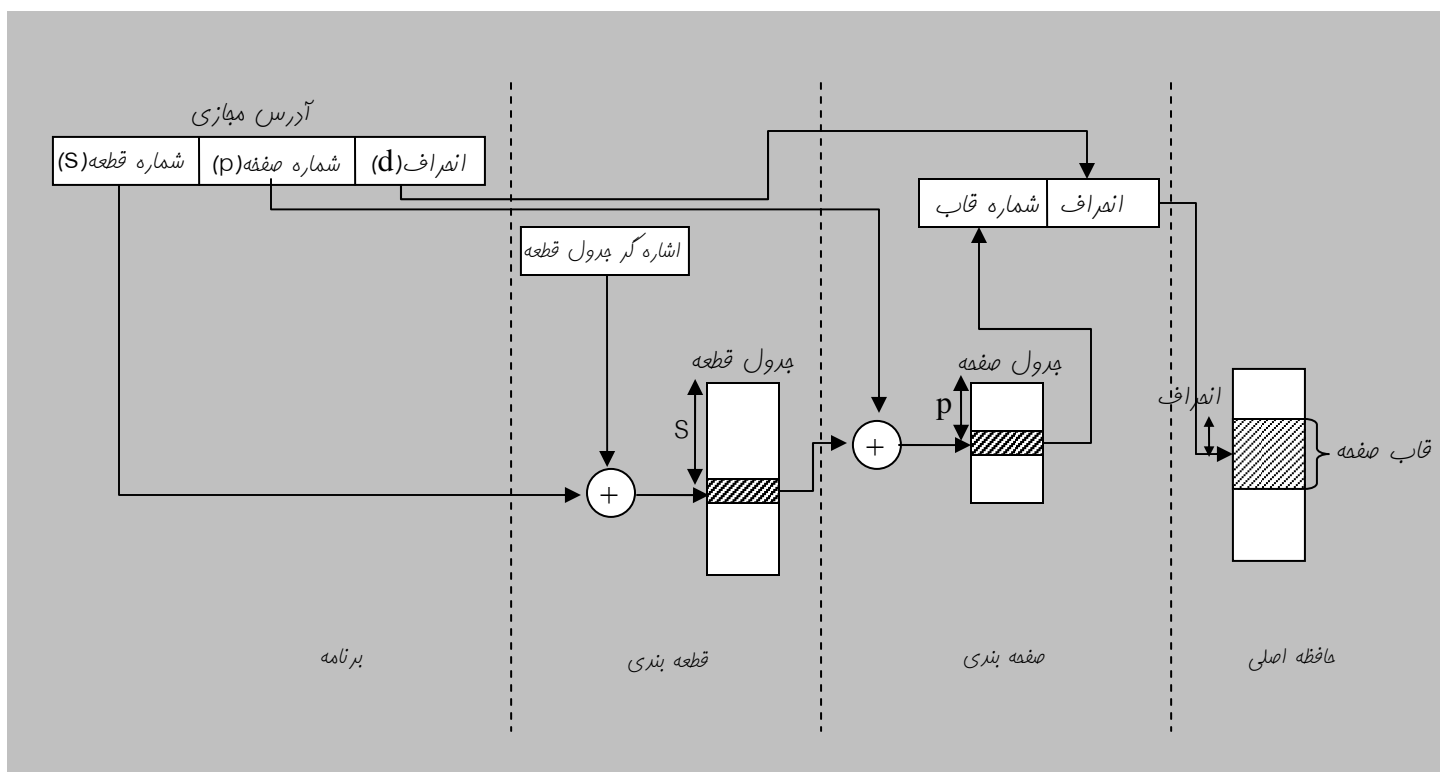 آدرس مجازی
شماره قطعه(S)
شماره صفحه(p)
انحراف(d)
انحراف
شماره قاب
اشاره گر جدول قطعه
جدول قطعه
جدول صفحه
S
p
+
+
انحراف
قاب صفحه
برنامه
قطعه بندی
صفحه بندی
حافظه اصلی